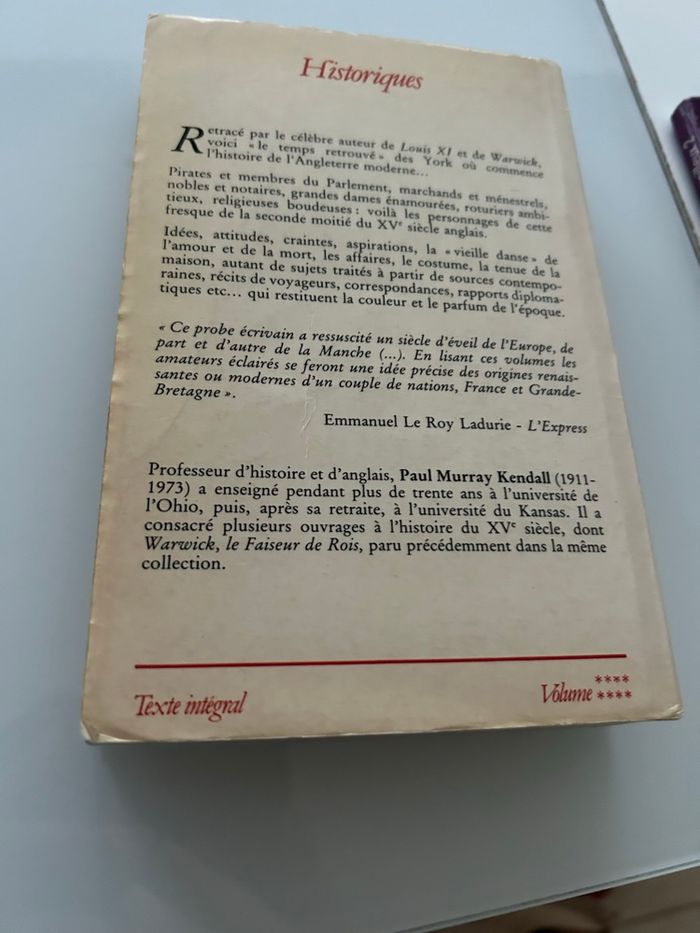 Historiques
Retracé par le célèbre auteur de Louis XI et de Warwick,
voici « le temps retrouvé » des York où commence
l'histoire de l'Angleterre moderne...
Pirates et membres du Parlement, marchands et ménestrels,
nobles et notaires, grandes dames énamourées, roturiers ambi-
tieux, religieuses boudeuses : voilà les personnages de cette
fresque de la seconde moitié du XVe siècle anglais.
Idées, attitudes, craintes, aspirations, la « vieille danse » de
l'amour et de la mort, les affaires, le costume, la tenue de la
maison, autant de sujets traités à partir de sources contempo-
raines, récits de voyageurs, correspondances, rapports diploma-
tiques etc... qui restituent la couleur et le parfum de l'époque.
« Ce probe écrivain a ressuscité un siècle d'éveil de l'Europe, de
part et d'autre de la Manche (...). En lisant ces volumes les
amateurs éclairés se feront une idée précise des origines renais-
santes ou modernes d'un couple de nations, France et Grande-
Bretagne ».
Emmanuel Le Roy Ladurie - L'Express
Professeur d'histoire et d'anglais, Paul Murray Kendall (1911-
1973) a enseigné pendant plus de trente ans à l'université de
l'Ohio, puis, après sa retraite, à l'université du Kansas. Il a
consacré plusieurs ouvrages à l'histoire du XVe siècle, dont
Warwick, le Faiseur de Rois, paru précédemment dans la même
collection.
Texte intégral
Volume ****
****